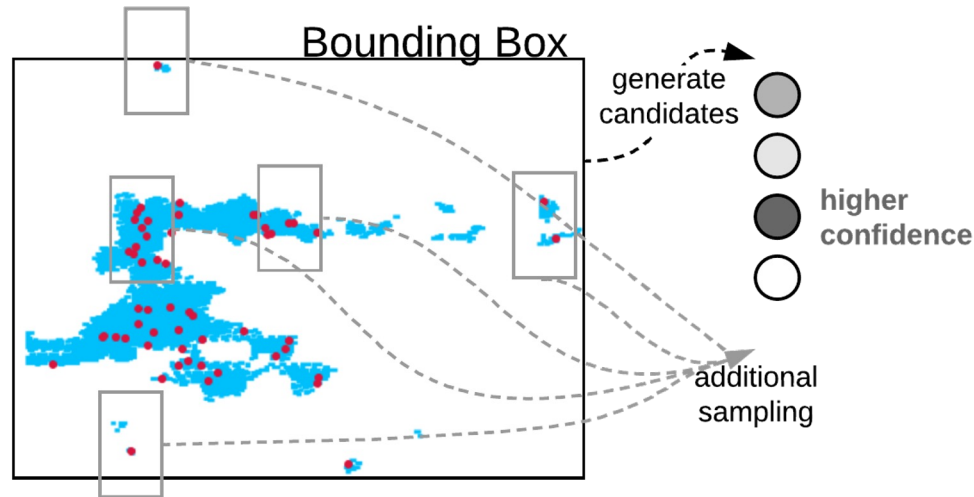 Bounding Box
generate
candidates
higher
confidence
additional
sampling